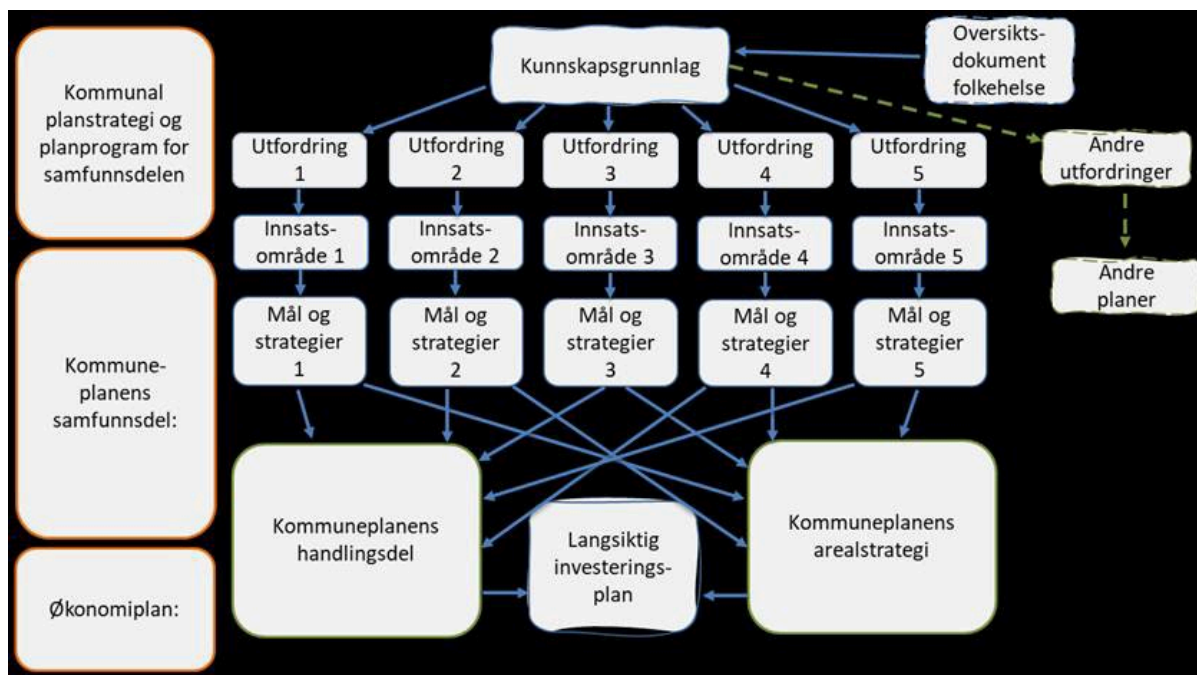 Kommunal
planstrategi og
planprogram for
samfunnsdelen
Kommune-
planens
samfunnsdel:
Økonomiplan:
Kunnskapsgrunnlag
Oversikts-
dokument
folkehelse
Utfordring
1
Utfordring
2
Utfordring
3
Utfordring
4
Utfordring
5
Andre
utfordringer
Innsats-
område 1
Innsats-
område 2
Innsats-
område 3
Innsats-
område 4
Innsats-
område 5
Andre
planer
Mål og
strategier
1
Mål og
strategier
2
Mål og
strategier
3
Mål og
strategier
4
Mål og
strategier
5
Kommuneplanens
handlingsdel
Langsiktig
investerings-
plan
Kommuneplanens
arealstrategi